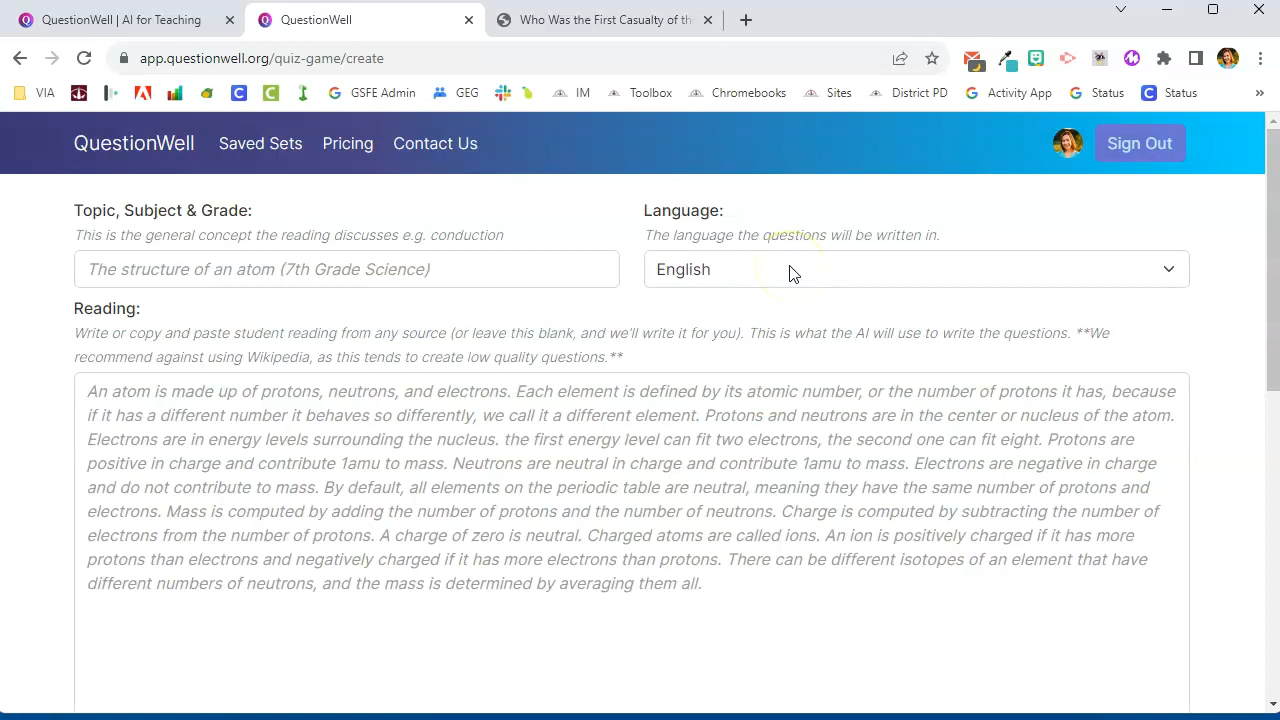 QuestionWell | AI for Teaching
QuestionWell
Who Was the First Casualty of th
app.questionwell.org/quiz-game/create
VIA
GSFE Admin
GEG
IM
Toolbox
Chromebooks
Sites
District PD
Activity App
Status
Status
»
QuestionWell
Saved Sets
Pricing
Contact Us
Sign Out
Topic, Subject & Grade:
Language:
This is the general concept the reading discusses e.g. conduction
The language the questions will be written in.
The structure of an atom (7th Grade Science)
English
Reading:
Write or copy and paste student reading from any source (or leave this blank, and we'll write it for you). This is what the AI will use to write the questions. **We
recommend against using Wikipedia, as this tends to create low quality questions.**
An atom is made up of protons, neutrons, and electrons. Each element is defined by its atomic number, or the number of protons it has, because
if it has a different number it behaves so differently, we call it a different element. Protons and neutrons are in the center or nucleus of the atom.
Electrons are in energy levels surrounding the nucleus. the first energy level can fit two electrons, the second one can fit eight. Protons are
positive in charge and contribute 1amu to mass. Neutrons are neutral in charge and contribute 1amu to mass. Electrons are negative in charge
and do not contribute to mass. By default, all elements on the periodic table are neutral, meaning they have the same number of protons and
electrons. Mass is computed by adding the number of protons and the number of neutrons. Charge is computed by subtracting the number of
electrons from the number of protons. A charge of zero is neutral. Charged atoms are called ions. An ion is positively charged if it has more
protons than electrons and negatively charged if it has more electrons than protons. There can be different isotopes of an element that have
different numbers of neutrons, and the mass is determined by averaging them all.